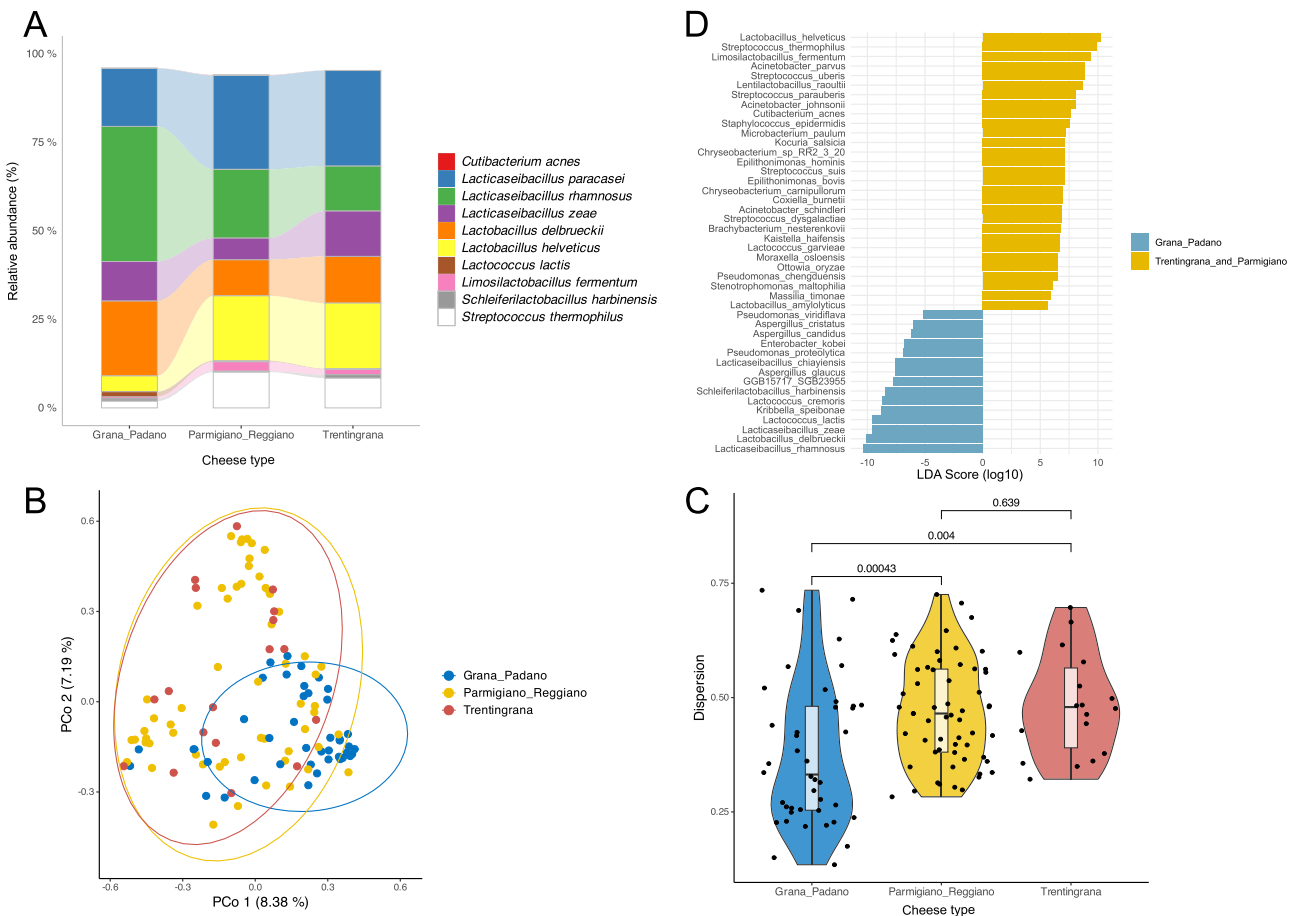 A
Relative abundance (%)
100 %
75 %
50 %
25 %
0 %
Grana_Padano
Parmigiano_Reggiano
Trentingrana
Cheese type
Cutibacterium acnes
Lacticaseibacillus paracasei
Lacticaseibacillus rhamnosus
Lacticaseibacillus zeae
Lactobacillus delbrueckii
Lactobacillus helveticus
Lactococcus lactis
Limosilactobacillus fermentum
Schleiferilactobacillus harbinensis
Streptococcus thermophilus
D
Lactobacillus_helveticus
Streptococcus_thermophilus
Limosilactobacillus_fermentum
Acinetobacter_parvus
Streptococcus_uberis
Lentilactobacillus_raoultii
Streptococcus_parauberis
Acinetobacter_johnsonii
Cutibacterium_acnes
Staphylococcus_epidermidis
Microbacterium_paulum
Kocuria_salsicia
Chryseobacterium_sp_RR2_3_20
Epilithonimonas_hominis
Streptococcus_suis
Epilithonimonas_bovis
Chryseobacterium_carnipullorum
Coxiella_burnetii
Acinetobacter_schindleri
Streptococcus_dysgalactiae
Brachybacterium_nesterenkovii
Kaistella_haifensis
Lactococcus_garvieae
Moraxella_osloensis
Ottowia_oryzae
Pseudomonas_chengduensis
Stenotrophomonas_maltophilia
Massilia_timonae
Lactobacillus_amylolyticus
Pseudomonas_viridiflava
Aspergillus_cristatus
Aspergillus_candidus
Enterobacter_kobei
Pseudomonas_proteolytica
Lacticaseibacillus_chiayiensis
Aspergillus_glaucus
GGB15717_SGB23955
Schleiferilactobacillus_harbinensis
Lactococcus_cremoris
Kribbella_speibonae
Lactococcus_lactis
Lacticaseibacillus_zeae
Lactobacillus_delbrueckii
Lacticaseibacillus_rhamnosus
-10
-5
0
5
10
LDA Score (log10)
Grana_Padano
Trentingrana_and_Parmigiano
B
PCo 2 (7.19 %)
0.6
0.3
0.0
-0.3
-0.6
-0.3
0.0
0.3
0.6
PCo 1 (8.38 %)
Grana_Padano
Parmigiano_Reggiano
Trentingrana
C
Dispersion
0.75
0.50
0.25
0.639
0.004
0.00043
Grana_Padano
Parmigiano_Reggiano
Trentingrana
Cheese type